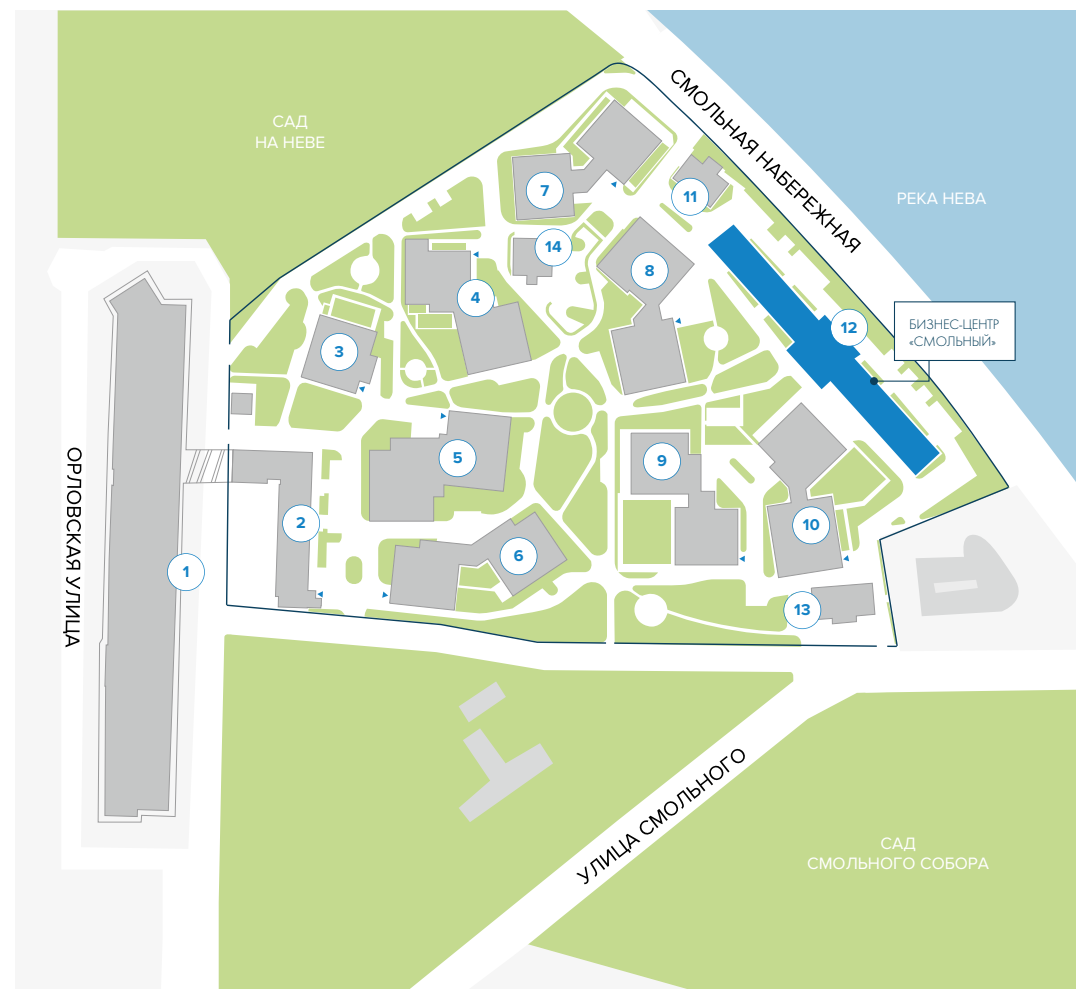 СМОЛЬНАЯ НАБЕРЕЖНАЯ
САД
НА НЕВЕ
РЕКА НЕВА
7
11
14
8
4
12
БИЗНЕС-ЦЕНТР
«СМОЛЬНЫЙ»
3
5
9
ОРЛОВСКАЯ УЛИЦА
2
10
6
1
13
УЛИЦА СМОЛЬНОГО
САД
СМОЛЬНОГО СОБОРА